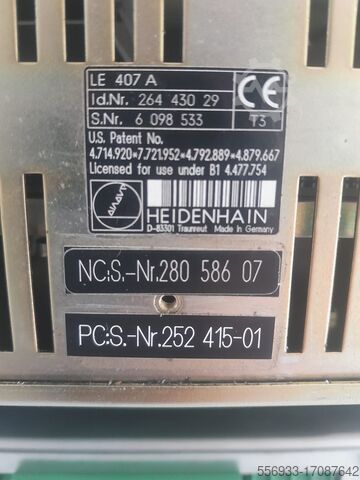 LE 407 A
Id.Nr. 264 430 29
S.Nr. 6 098 533
CE
T3
U.S. Patent No.
4.714.920*7.721.952*4.792.889*4.879.667
Licensed for use under B1 4.477.754
HEIDENHAIN
D-83301 Traunreut Made in Germany
NC:S.-Nr.280 586 07
PC:S.-Nr.252 415-01
556933-17087642